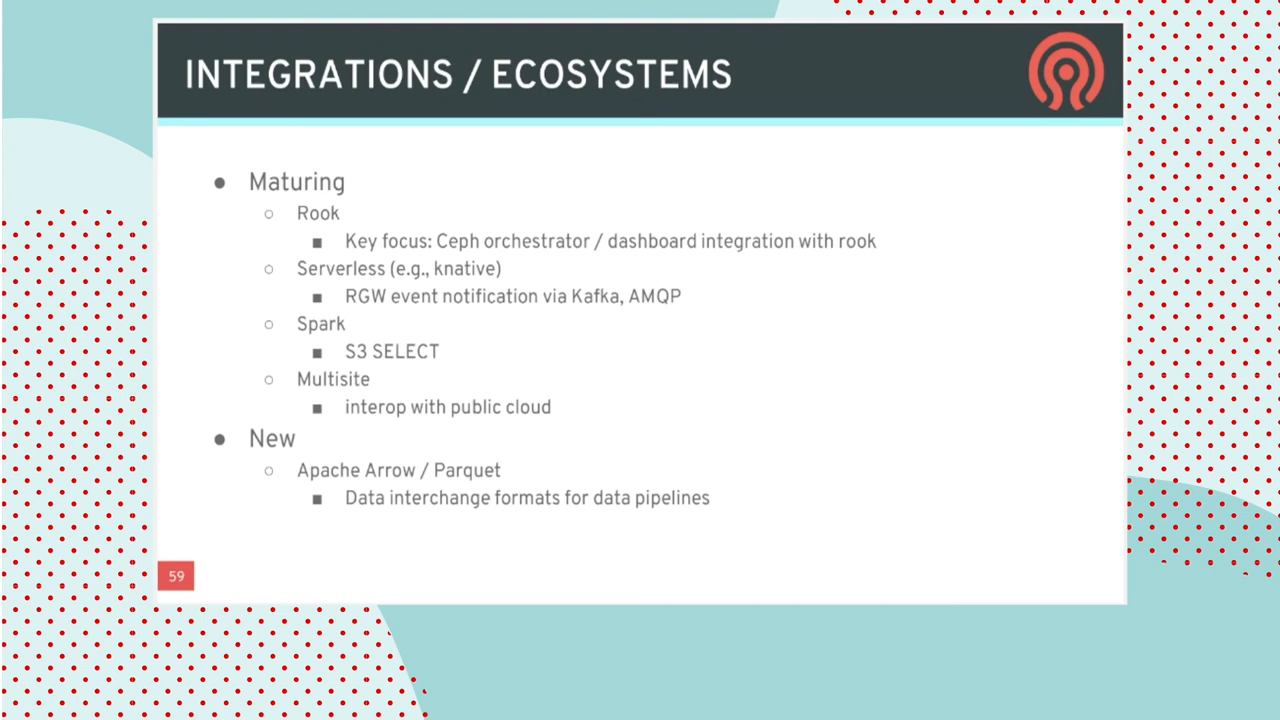 INTEGRATIONS / ECOSYSTEMS
● Maturing
○ Rook
■ Key focus: Ceph orchestrator / dashboard integration with rook
○ Serverless (e.g., knative)
■ RGW event notification via Kafka, AMQP
○ Spark
■ S3 SELECT
○ Multisite
■ interop with public cloud
● New
○ Apache Arrow / Parquet
■ Data interchange formats for data pipelines
59